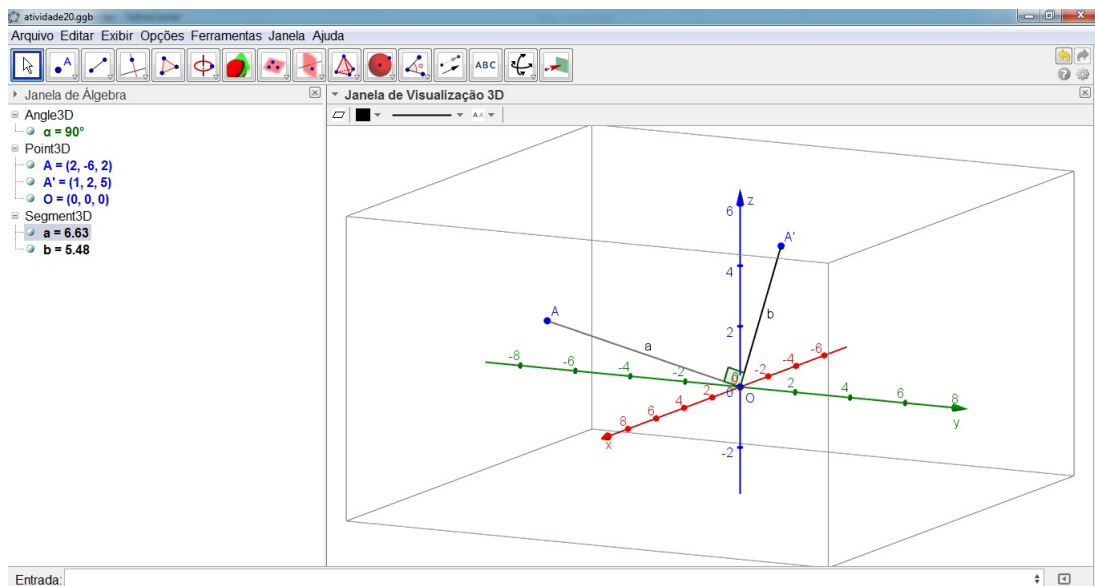 atividade20.ggb
Arquivo Editar Exibir Opções Ferramentas Janela Ajuda
A
ABC
Janela de Álgebra
Angle3D
α = 90°
Point3D
A = (2, -6, 2)
A' = (1, 2, 5)
O = (0, 0, 0)
Segment3D
a = 6.63
b = 5.48
Janela de Visualização 3D
AA
6 z
A'
4
A
b
2
a
-8 -6 -4 -2
-6 -4 -2
0
O
2 4 6 8
y
8 6 4 2
x
-2
Entrada: